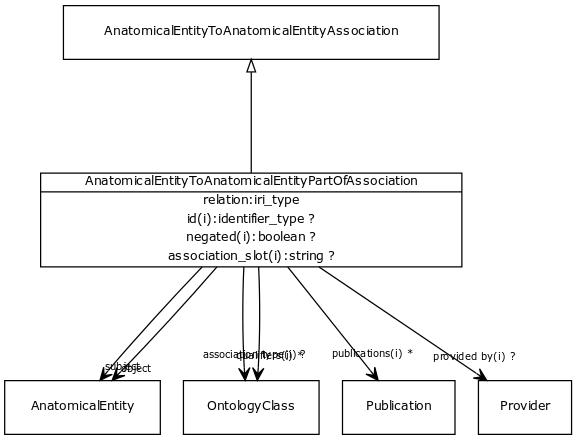 AnatomicalEntityToAnatomicalEntityAssociation
AnatomicalEntityToAnatomicalEntityPartOfAssociation
relation:iri_type
id(i):identifier_type ?
negated(i):boolean ?
association_slot(i):string ?
subject
object
association type(i) ?
qualifiers(i) *
publications(i) *
provided by(i) ?
AnatomicalEntity
OntologyClass
Publication
Provider